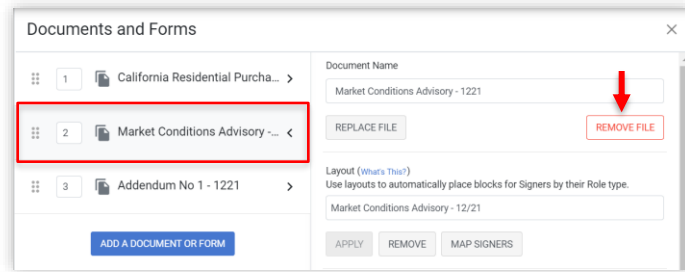 Documents and Forms
1 California Residential Purcha...
2 Market Conditions Advisory -...
3 Addendum No 1 - 1221
ADD A DOCUMENT OR FORM
Document Name
Market Conditions Advisory - 1221
REPLACE FILE REMOVE FILE
Layout (What's This?)
Use layouts to automatically place blocks for Signers by their Role type.
Market Conditions Advisory - 12/21
APPLY REMOVE MAP SIGNERS